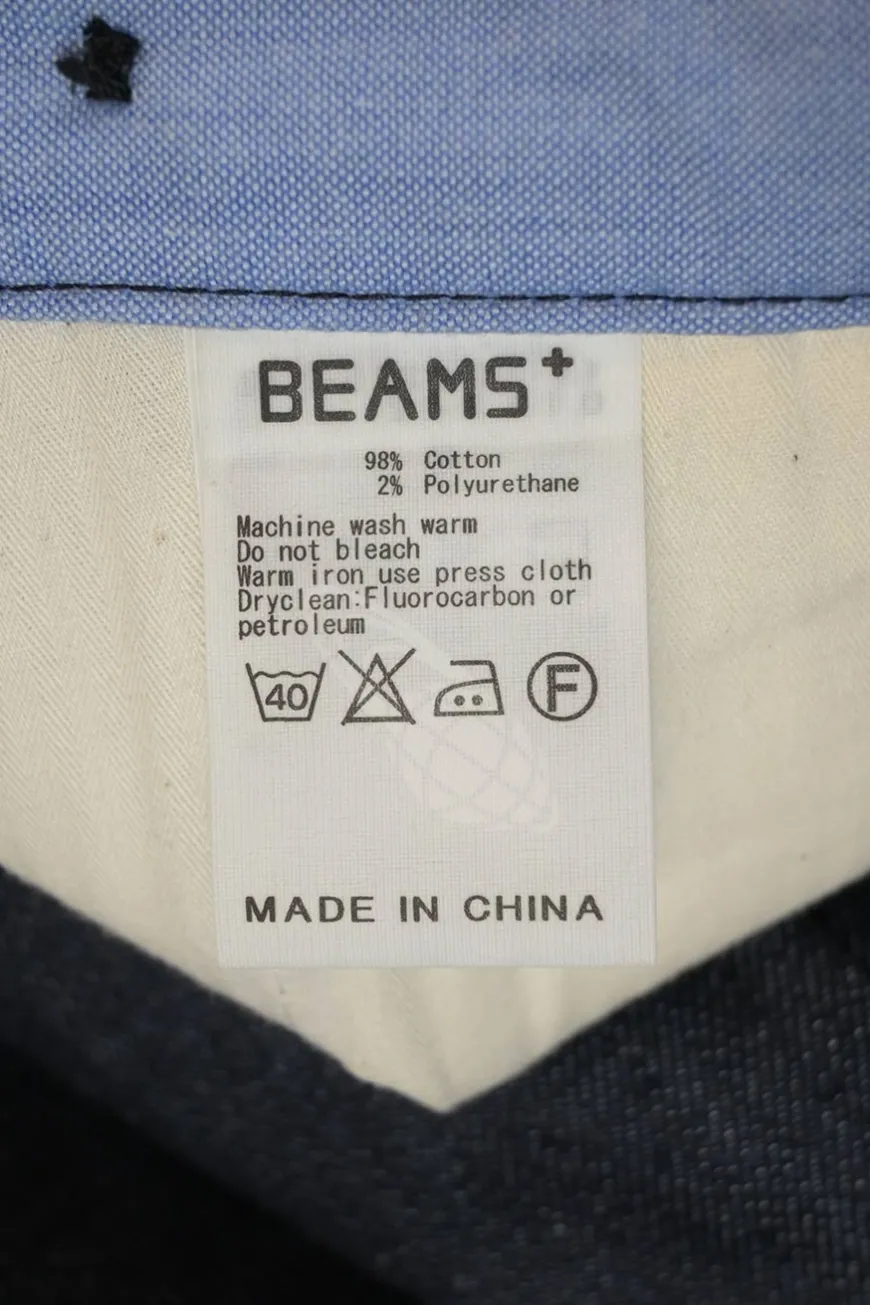 BEAMS+
98% Cotton
2% Polyurethane
Machine wash warm
Do not bleach
Warm iron use press cloth
Dryclean:Fluorocarbon or
petroleum
40 F
MADE IN CHINA